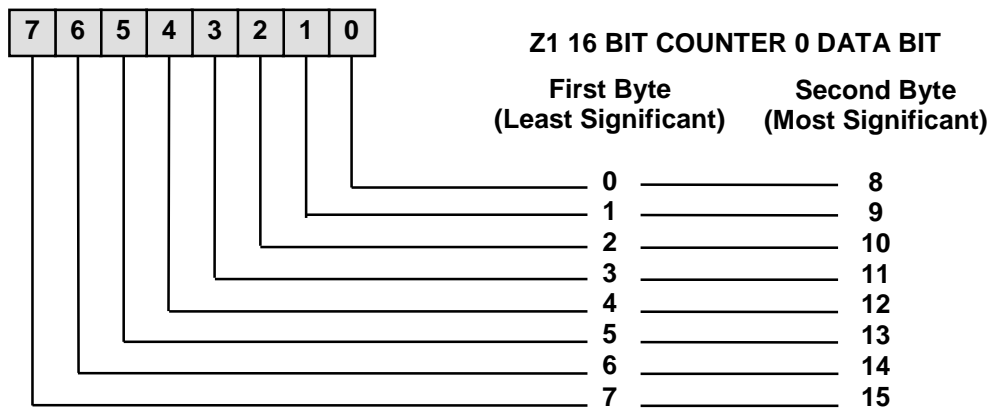 7 6 5 4 3 2 1 0
Z1 16 BIT COUNTER 0 DATA BIT
First Byte Second Byte
(Least Significant) (Most Significant)
0 8
1 9
2 10
3 11
4 12
5 13
6 14
7 15